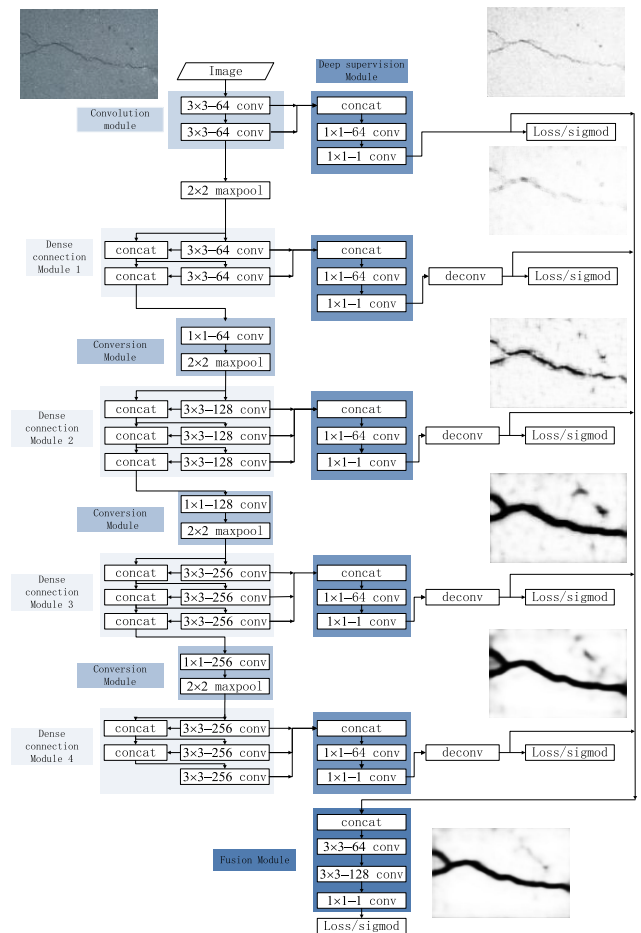 Image
Deep supervision
Module
Convolution
module
3×3—64 conv
3×3—64 conv
concat
1×1—64 conv
1×1—1 conv
Loss/sigmod
2×2 maxpool
Dense
connection
Module 1
concat
3×3—64 conv
concat
3×3—64 conv
concat
1×1—64 conv
1×1—1 conv
deconv
Loss/sigmod
Conversion
Module
1×1—64 conv
2×2 maxpool
Dense
connection
Module 2
concat
3×3—128 conv
concat
3×3—128 conv
concat
3×3—128 conv
concat
1×1—64 conv
1×1—1 conv
deconv
Loss/sigmod
Conversion
Module
1×1—128 conv
2×2 maxpool
Dense
connection
Module 3
concat
3×3—256 conv
concat
3×3—256 conv
concat
3×3—256 conv
concat
1×1—64 conv
1×1—1 conv
deconv
Loss/sigmod
Conversion
Module
1×1—256 conv
2×2 maxpool
Dense
connection
Module 4
concat
3×3—256 conv
concat
3×3—256 conv
3×3—256 conv
concat
1×1—64 conv
1×1—1 conv
deconv
Loss/sigmod
Fusion Module
concat
3×3—64 conv
3×3—128 conv
1×1—1 conv
Loss/sigmod